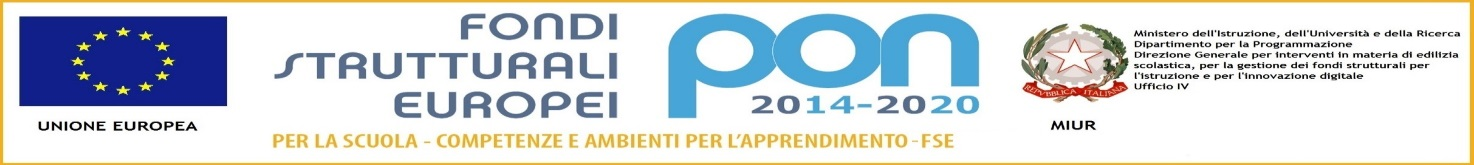 UNIONE EUROPEA
FONDI
STRUTTURALI
EUROPEI
pon
2014-2020
PER LA SCUOLA - COMPETENZE E AMBIENTI PER L'APPRENDIMENTO-FSE
REPVBBLICA ITALIANA
MIUR
Ministero dell'Istruzione, dell'Università e della Ricerca
Dipartimento per la Programmazione
Direzione Generale per interventi in materia di edilizia
scolastica, per la gestione dei fondi strutturali per
l'istruzione e per l'innovazione digitale
Ufficio IV